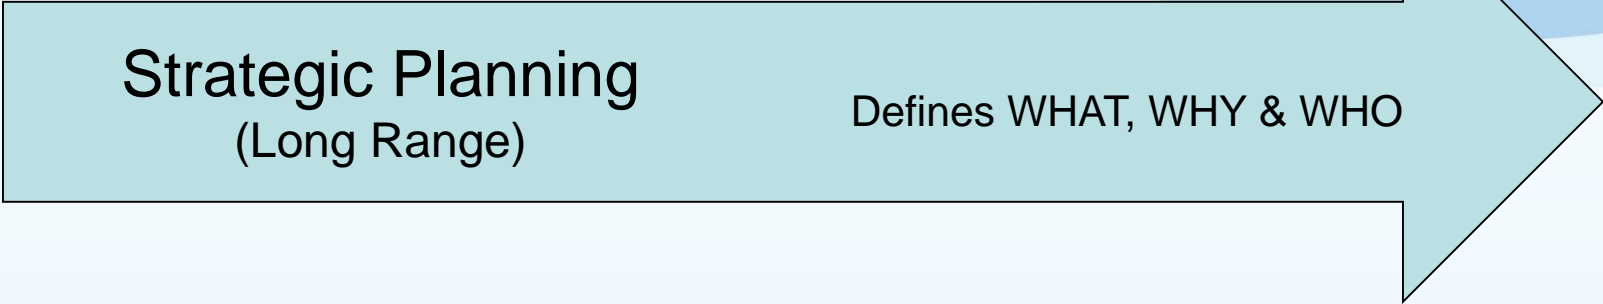 Strategic Planning
(Long Range)
Defines WHAT, WHY & WHO